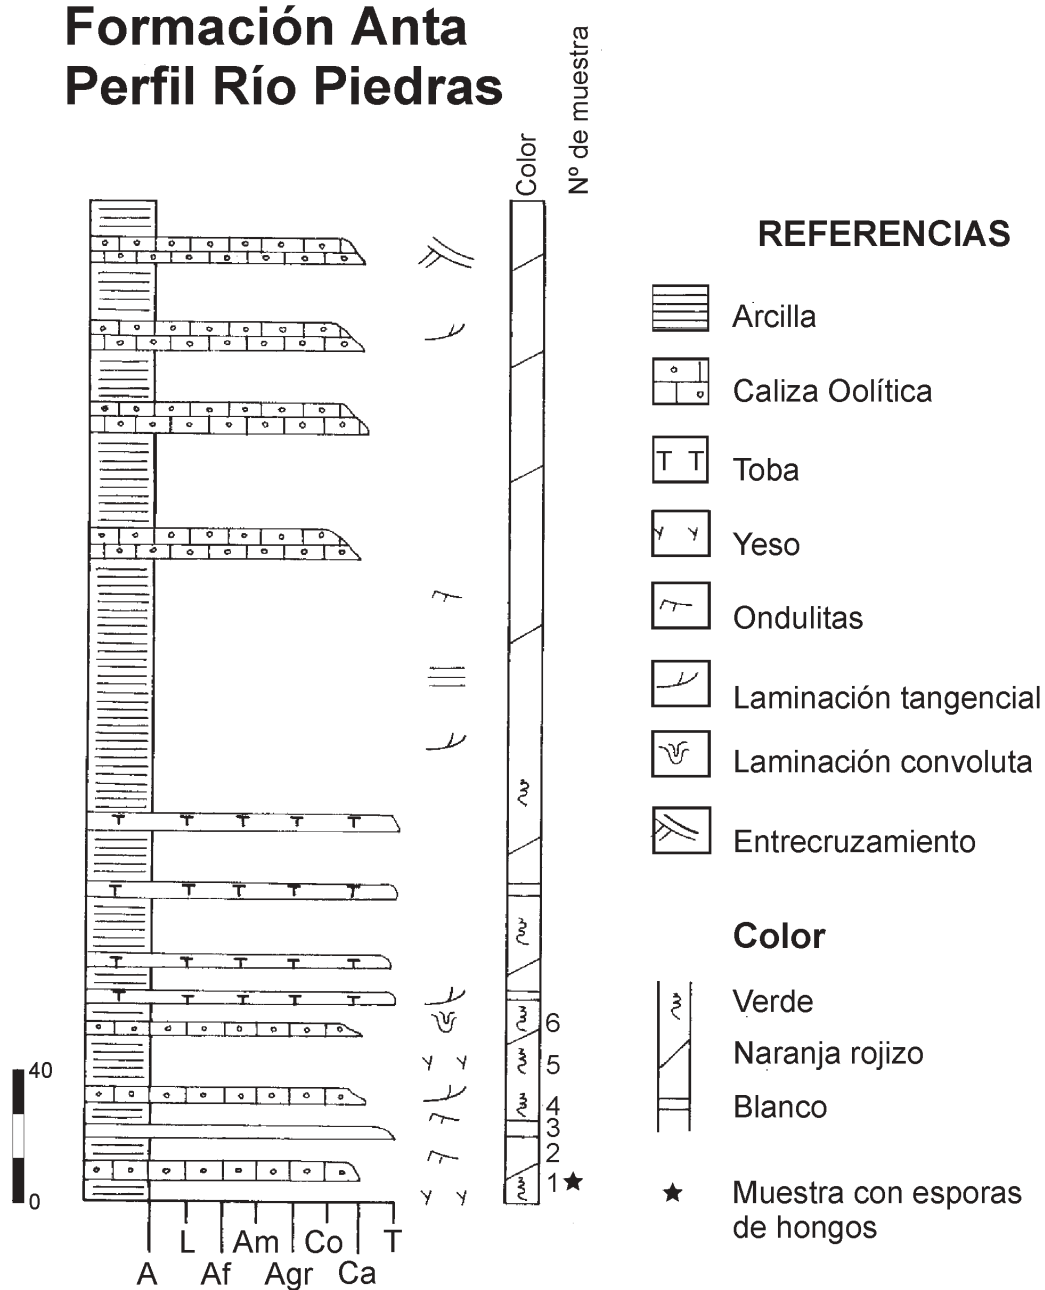 Formación Anta
Perfil Río Piedras
Color
Nº de muestra
REFERENCIAS
Arcilla
Caliza Oolítica
T T
Toba
Yeso
Ondulitas
Laminación tangencial
Laminación convoluta
Entrecruzamiento
Color
Verde
Naranja rojizo
Blanco
Muestra con esporas
de hongos
T T T T T
T T T T T
T T T T T
T T T T T
6
5
4
3
2
1
40
0
L Am Co T
A Af Agr Ca